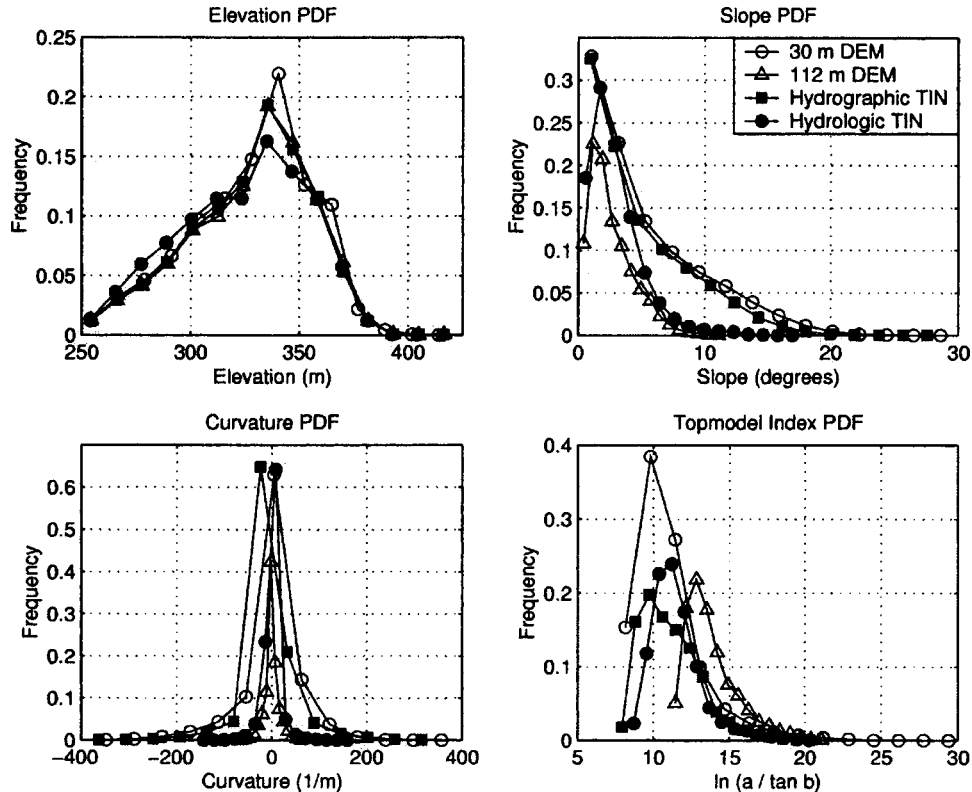 Elevation PDF
0.25
0.2
0.15
0.1
0.05
0
Frequency
250
300
350
400
Elevation (m)
Slope PDF
30 m DEM
112 m DEM
Hydrographic TIN
Hydrologic TIN
0.3
0.25
0.2
0.15
0.1
0.05
0
Frequency
0
10
20
30
Slope (degrees)
Curvature PDF
0.6
0.5
0.4
0.3
0.2
0.1
0
Frequency
−400
−200
0
200
400
Curvature (1/m)
Topmodel Index PDF
0.4
0.3
0.2
0.1
0
Frequency
5
10
15
20
25
30
ln (a / tan b)